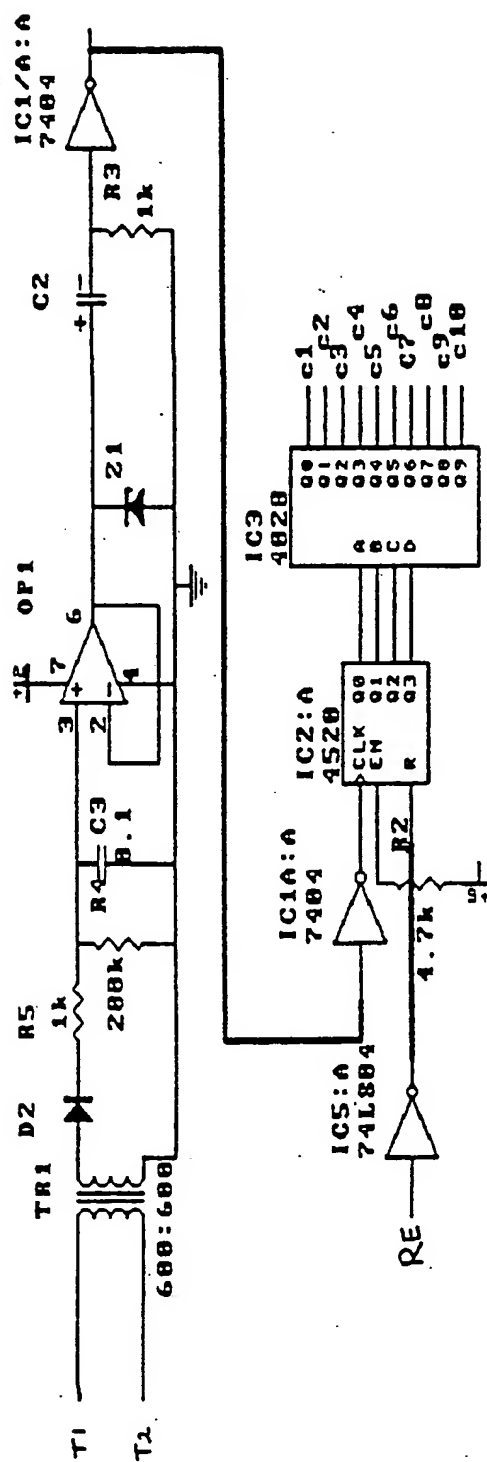 T1
T2
TR1
600:600
D2
R5
1k
R4
200k
C3
0.1
+12
OP1
3
2
7
6
4
+
-
Z1
C2
+
-
R3
1k
IC1/A:A
7404
RE
IC5:A
74LS04
IC1A:A
7404
R2
4.7k
IC2:A
4520
CLK
EN
R
Q0
Q1
Q2
Q3
IC3
4028
A
B
C
D
Q0
Q1
Q2
Q3
Q4
Q5
Q6
Q7
Q8
Q9
c1
c2
c3
c4
c5
c6
C7
c8
c9
c10